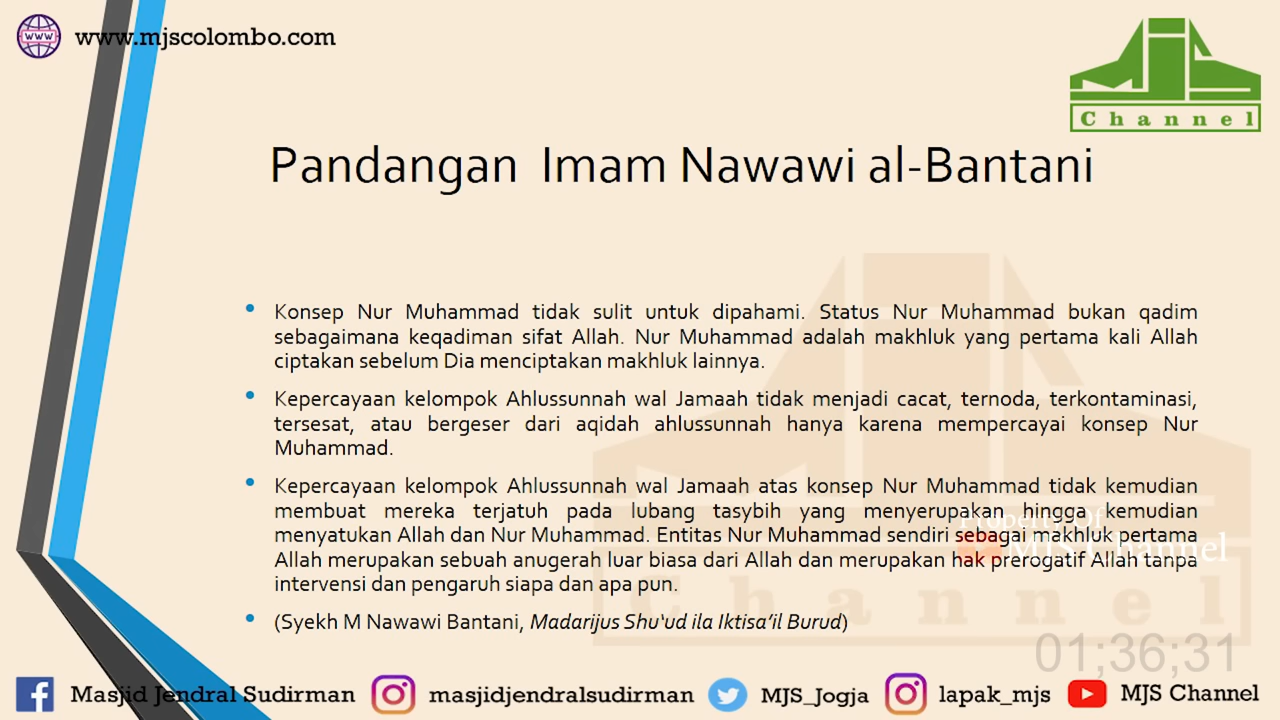 www.mjscolombo.com
MJS
Channel
Pandangan Imam Nawawi al-Bantani
• Konsep Nur Muhammad tidak sulit untuk dipahami. Status Nur Muhammad bukan qadim
sebagaimana keqadiman sifat Allah. Nur Muhammad adalah makhluk yang pertama kali Allah
ciptakan sebelum Dia menciptakan makhluk lainnya.
• Kepercayaan kelompok Ahlussunnah wal Jamaah tidak menjadi cacat, ternoda, terkontaminasi,
tersesat, atau bergeser dari aqidah ahlussunnah hanya karena mempercayai konsep Nur
Muhammad.
• Kepercayaan kelompok Ahlussunnah wal Jamaah atas konsep Nur Muhammad tidak kemudian
membuat mereka terjatuh pada lubang tasybih yang menyerupakan hingga kemudian
menyatukan Allah dan Nur Muhammad. Entitas Nur Muhammad sendiri sebagai makhluk pertama
Allah merupakan sebuah anugerah luar biasa dari Allah dan merupakan hak prerogatif Allah tanpa
intervensi dan pengaruh siapa dan apa pun.
• (Syekh M Nawawi Bantani, Madarijus Shu‘ud ila Iktisa’il Burud)
Property Of
MJS Channel
Channel
01;36;31
Masjid Jendral Sudirman masjidjendralsudirman MJS_Jogja lapak_mjs MJS Channel